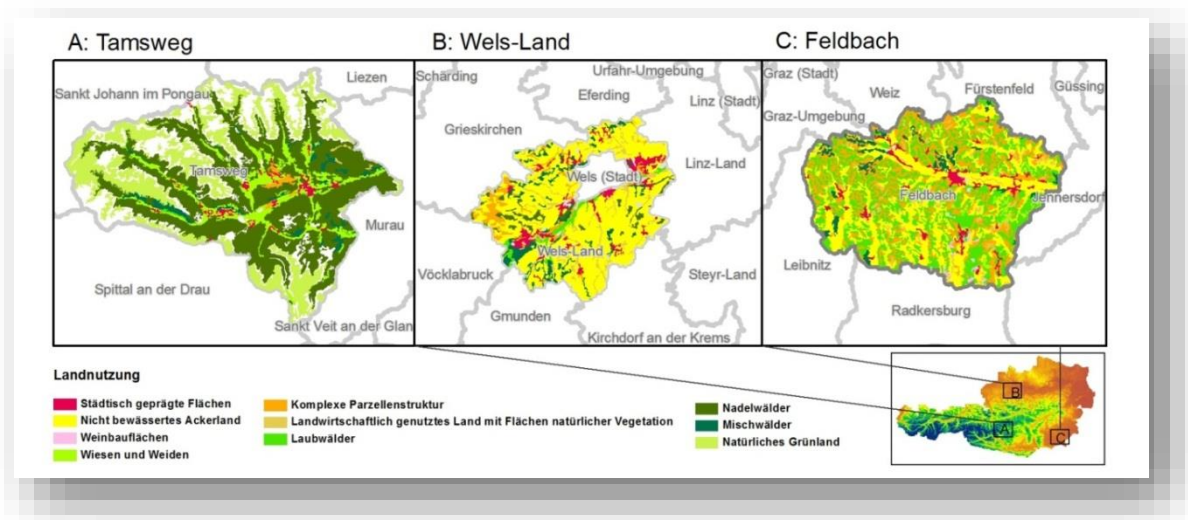 A: Tamsweg
B: Wels-Land
C: Feldbach
Sankt Johann im Pongau
Liezen
Tamsweg
Murau
Spittal an der Drau
Sankt Veit an der Glan
Schärding
Urfahr-Umgebung
Eferding
Linz (Stadt)
Grieskirchen
Linz-Land
Wels (Stadt)
Wels-Land
Vöcklabruck
Steyr-Land
Gmunden
Kirchdorf an der Krems
Graz (Stadt)
Weiz
Fürstenfeld
Güssing
Graz-Umgebung
Feldbach
Jennersdorf
Leibnitz
Radkersburg
Landnutzung
Städtisch geprägte Flächen
Nicht bewässertes Ackerland
Weinbauflächen
Wiesen und Weiden
Komplexe Parzellenstruktur
Landwirtschaftlich genutztes Land mit Flächen natürlicher Vegetation
Laubwälder
Nadelwälder
Mischwälder
Natürliches Grünland
B
A
C